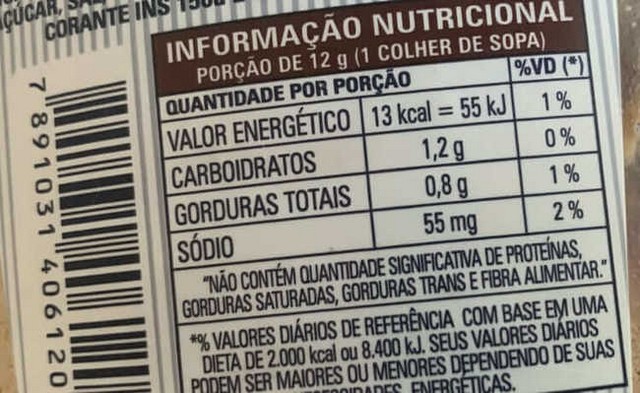 ÇÚCAR,
CORANTE INS
INFORMAÇÃO NUTRICIONAL
PORÇÃO DE 12 g (1 COLHER DE SOPA)
QUANTIDADE POR PORÇÃO %VD (*)
VALOR ENERGÉTICO 13 kcal = 55 kJ 1%
CARBOIDRATOS 1,2 g 0%
GORDURAS TOTAIS 0,8 g 1%
SÓDIO 55 mg 2%
"NÃO CONTÉM QUANTIDADE SIGNIFICATIVA DE PROTEÍNAS,
GORDURAS SATURADAS, GORDURAS TRANS E FIBRA ALIMENTAR."
*% VALORES DIÁRIOS DE REFERÊNCIA COM BASE EM UMA
DIETA DE 2.000 kcal ou 8.400 kJ. SEUS VALORES DIÁRIOS
PODEM SER MAIORES OU MENORES DEPENDENDO DE SUAS
ENERGÉTICAS.
7 891031 406120